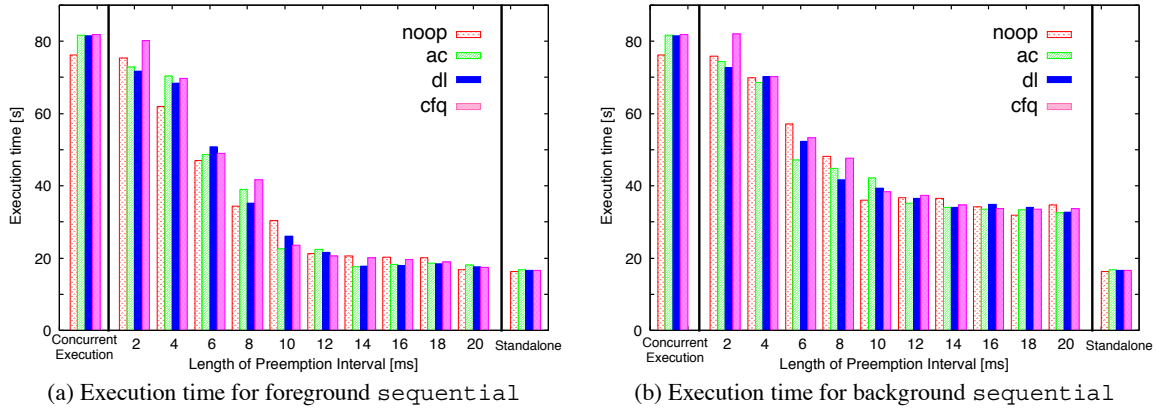 80
60
40
20
0
Execution time [s]
noop
ac
dl
cfq
Concurrent
Execution
2 4 6 8 10 12 14 16 18 20
Standalone
Length of Preemption Interval [ms]
(a) Execution time for foreground sequential
80
60
40
20
0
Execution time [s]
noop
ac
dl
cfq
Concurrent
Execution
2 4 6 8 10 12 14 16 18 20
Standalone
Length of Preemption Interval [ms]
(b) Execution time for background sequential